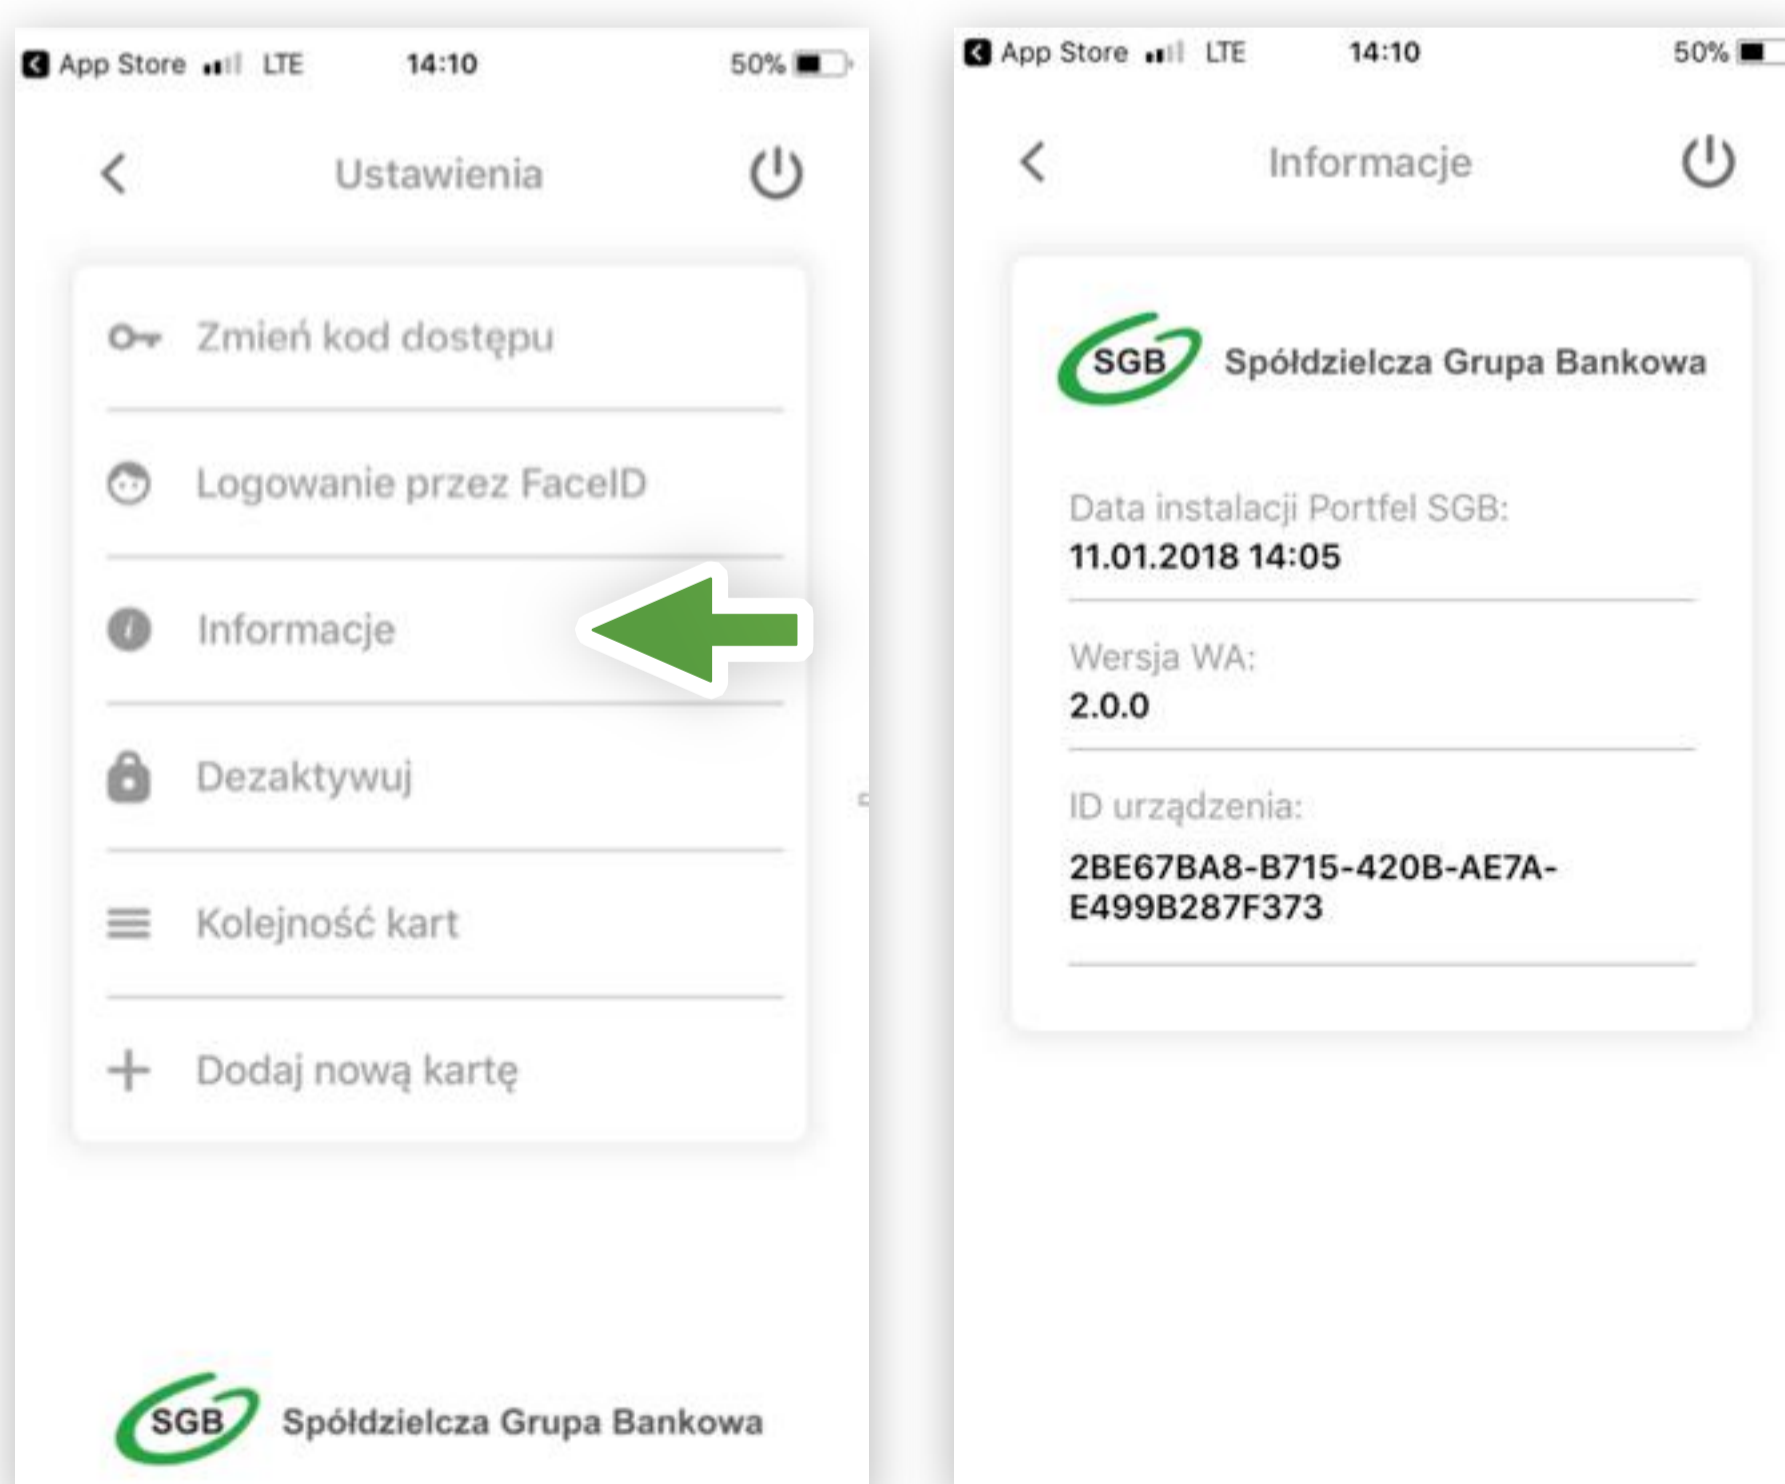 App Store LTE 14:10 50%
Ustawienia
Zmień kod dostępu
Logowanie przez FaceID
Informacje
Dezaktywuj
Kolejność kart
Dodaj nową kartę
SGB Spółdzielcza Grupa Bankowa
App Store LTE 14:10 50%
Informacje
SGB Spółdzielcza Grupa Bankowa
Data instalacji Portfel SGB:
11.01.2018 14:05
Wersja WA:
2.0.0
ID urządzenia:
2BE67BA8-B715-420B-AE7A-
E499B287F373